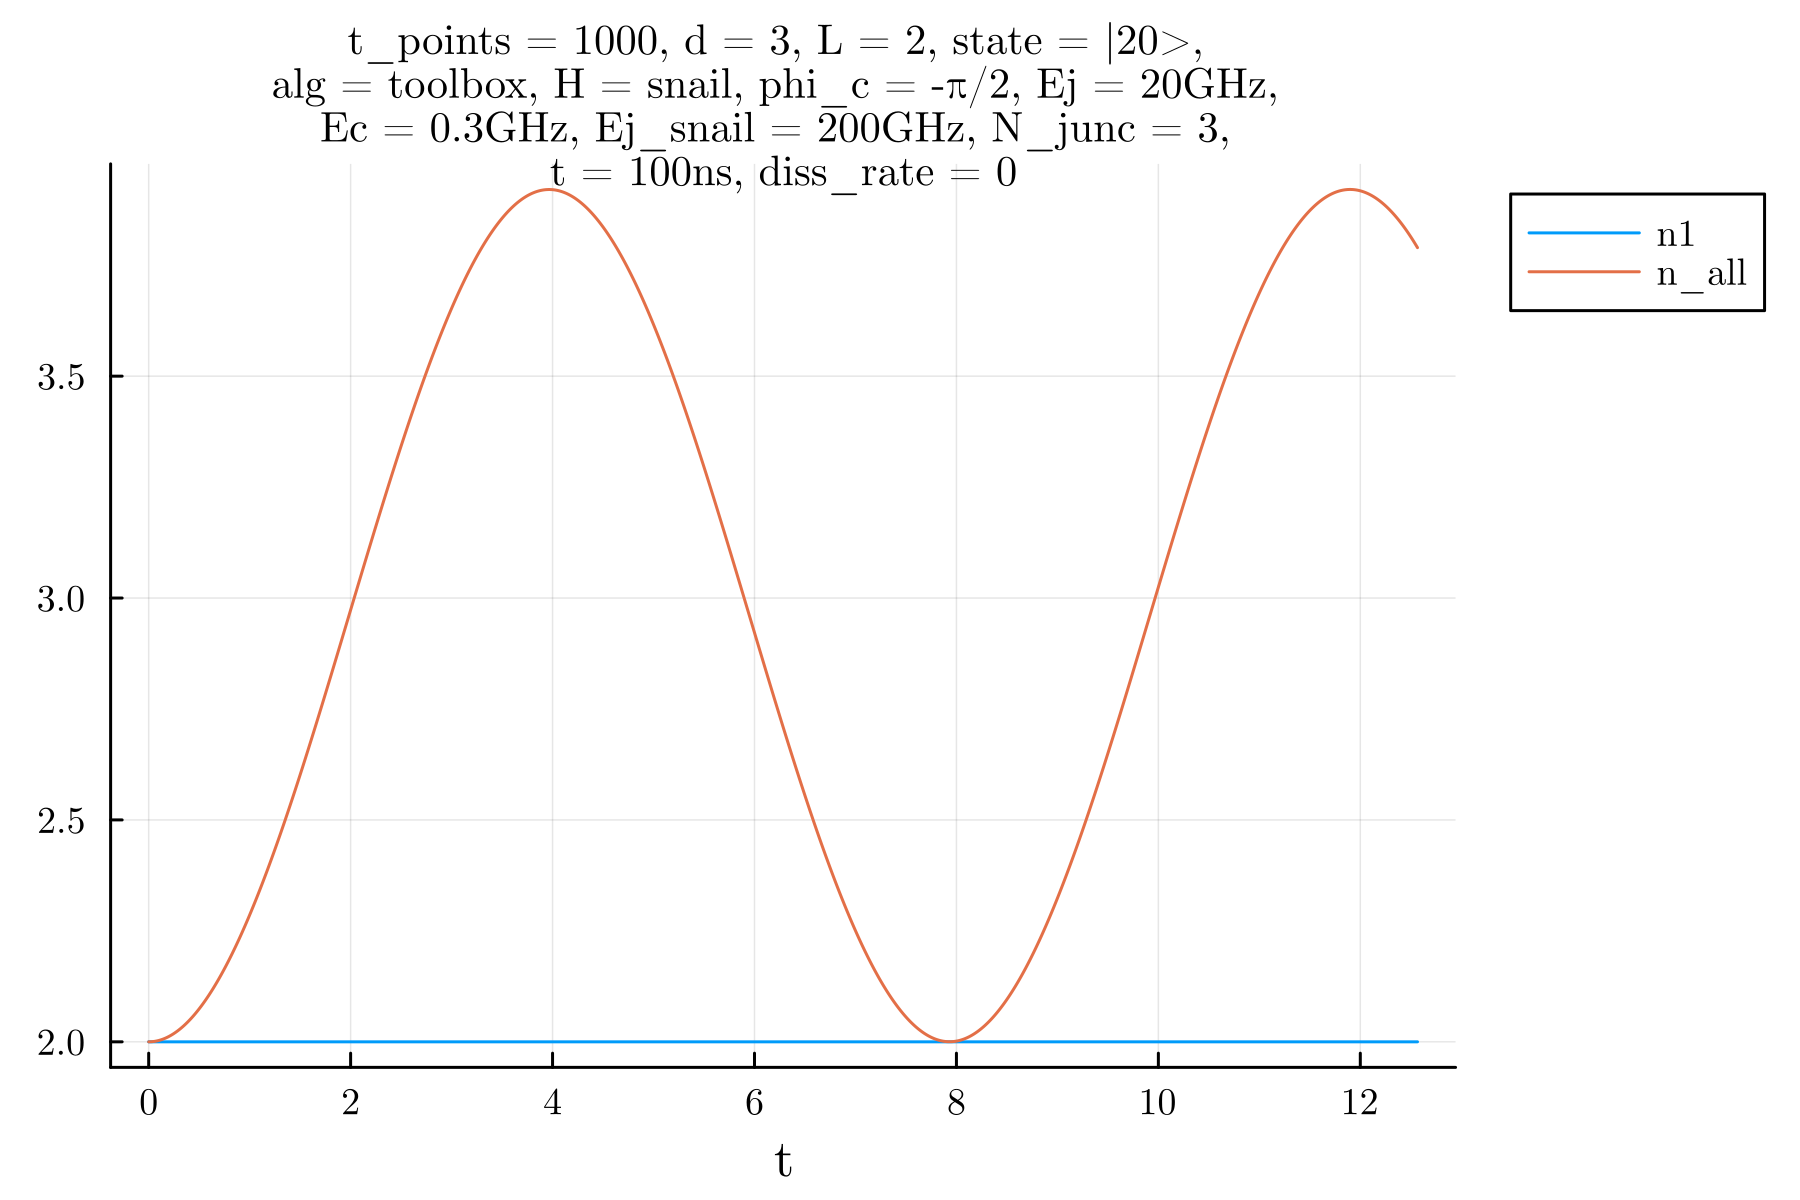 t_points = 1000, d = 3, L = 2, state = |20>,
alg = toolbox, H = snail, phi_c = -π/2, Ej = 20GHz,
Ec = 0.3GHz, Ej_snail = 200GHz, N_junc = 3,
t = 100ns, diss_rate = 0
n1
n_all
3.5
3.0
2.5
2.0
0 2 4 6 8 10 12
t